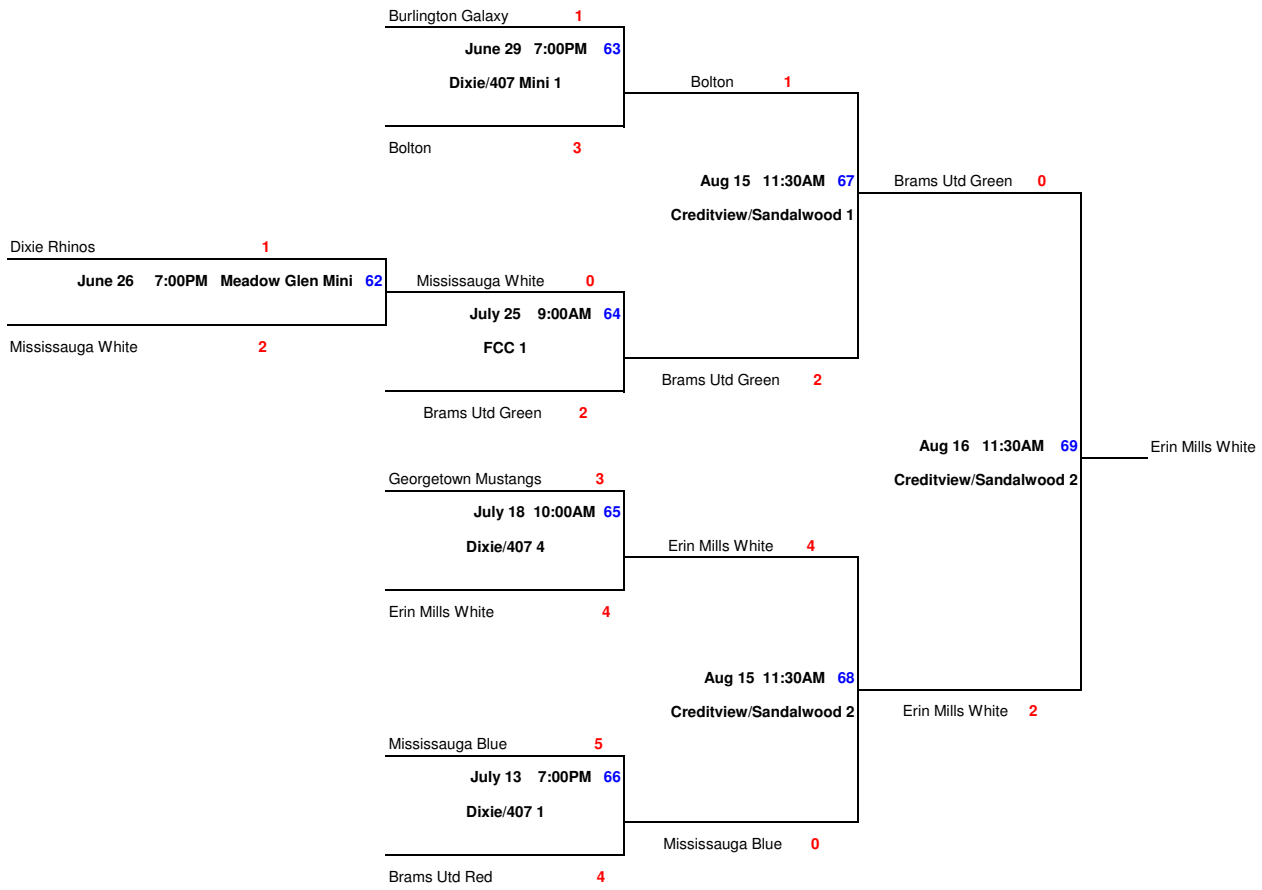 Burlington Galaxy 1
June 29 7:00PM 63
Dixie/407 Mini 1
Bolton 1
Bolton 3
Aug 15 11:30AM 67
Brams Utd Green 0
Creditview/Sandalwood 1
Dixie Rhinos 1
June 26 7:00PM Meadow Glen Mini 62
Mississauga White 0
July 25 9:00AM 64
Mississauga White 2
FCC 1
Brams Utd Green 2
Brams Utd Green 2
Aug 16 11:30AM 69
Erin Mills White
Creditview/Sandalwood 2
Georgetown Mustangs 3
July 18 10:00AM 65
Dixie/407 4
Erin Mills White 4
Erin Mills White 4
Aug 15 11:30AM 68
Creditview/Sandalwood 2
Erin Mills White 2
Mississauga Blue 5
July 13 7:00PM 66
Dixie/407 1
Mississauga Blue 0
Brams Utd Red 4